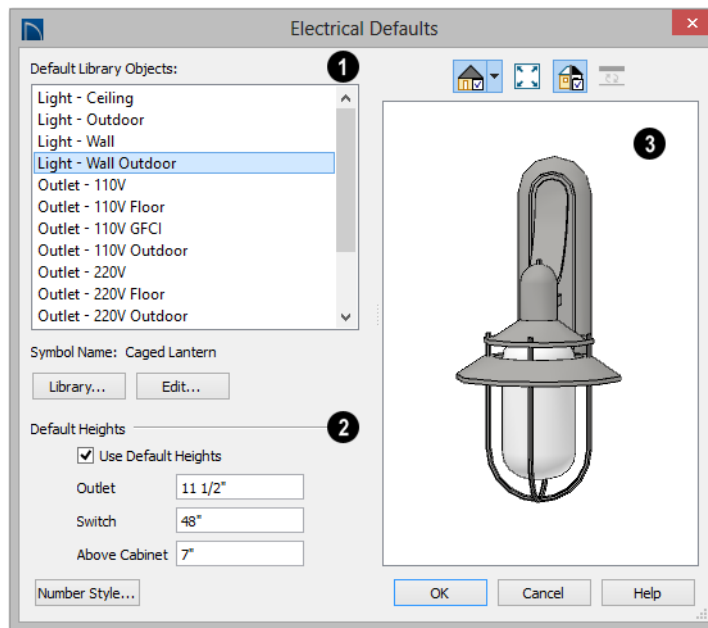 Electrical Defaults
Default Library Objects:
1
Light - Ceiling
Light - Outdoor
Light - Wall
Light - Wall Outdoor
Outlet - 110V
Outlet - 110V Floor
Outlet - 110V GFCI
Outlet - 110V Outdoor
Outlet - 220V
Outlet - 220V Floor
Outlet - 220V Outdoor
Symbol Name: Caged Lantern
Library... Edit...
Default Heights
2
Use Default Heights
Outlet 11 1/2"
Switch 48"
Above Cabinet 7"
Number Style...
3
OK Cancel Help